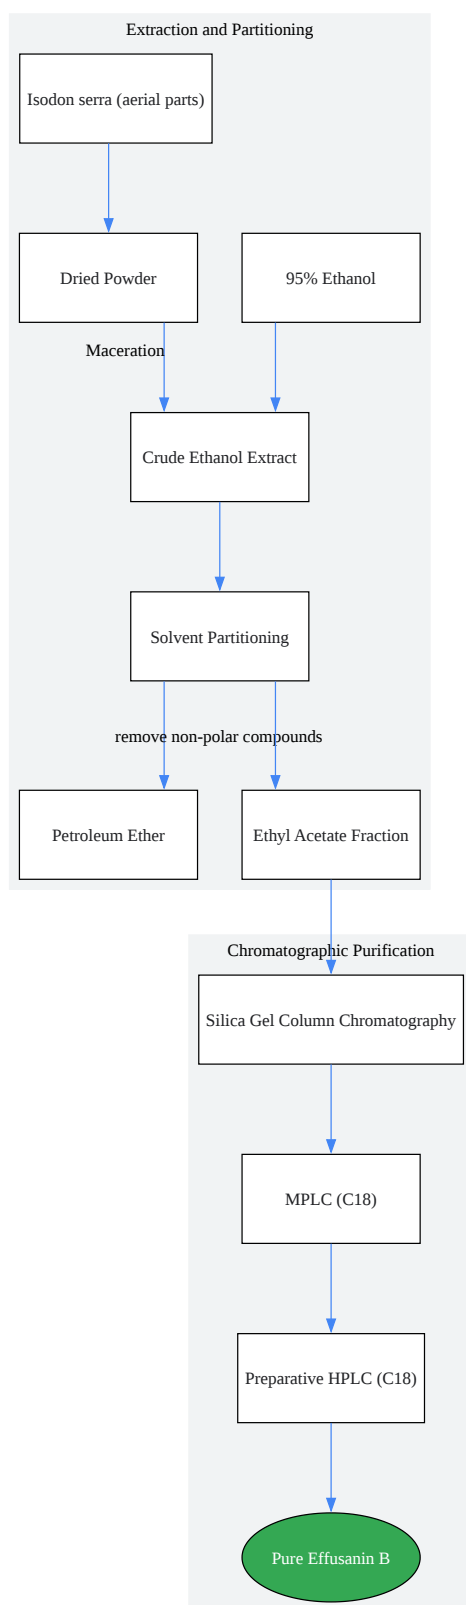 Extraction and Partitioning
Isodon serra (aerial parts)
Dried Powder
95% Ethanol
Maceration
Crude Ethanol Extract
Solvent Partitioning
remove non-polar compounds
Petroleum Ether
Ethyl Acetate Fraction
Chromatographic Purification
Silica Gel Column Chromatography
MPLC (C18)
Preparative HPLC (C18)
Pure Effusanin B